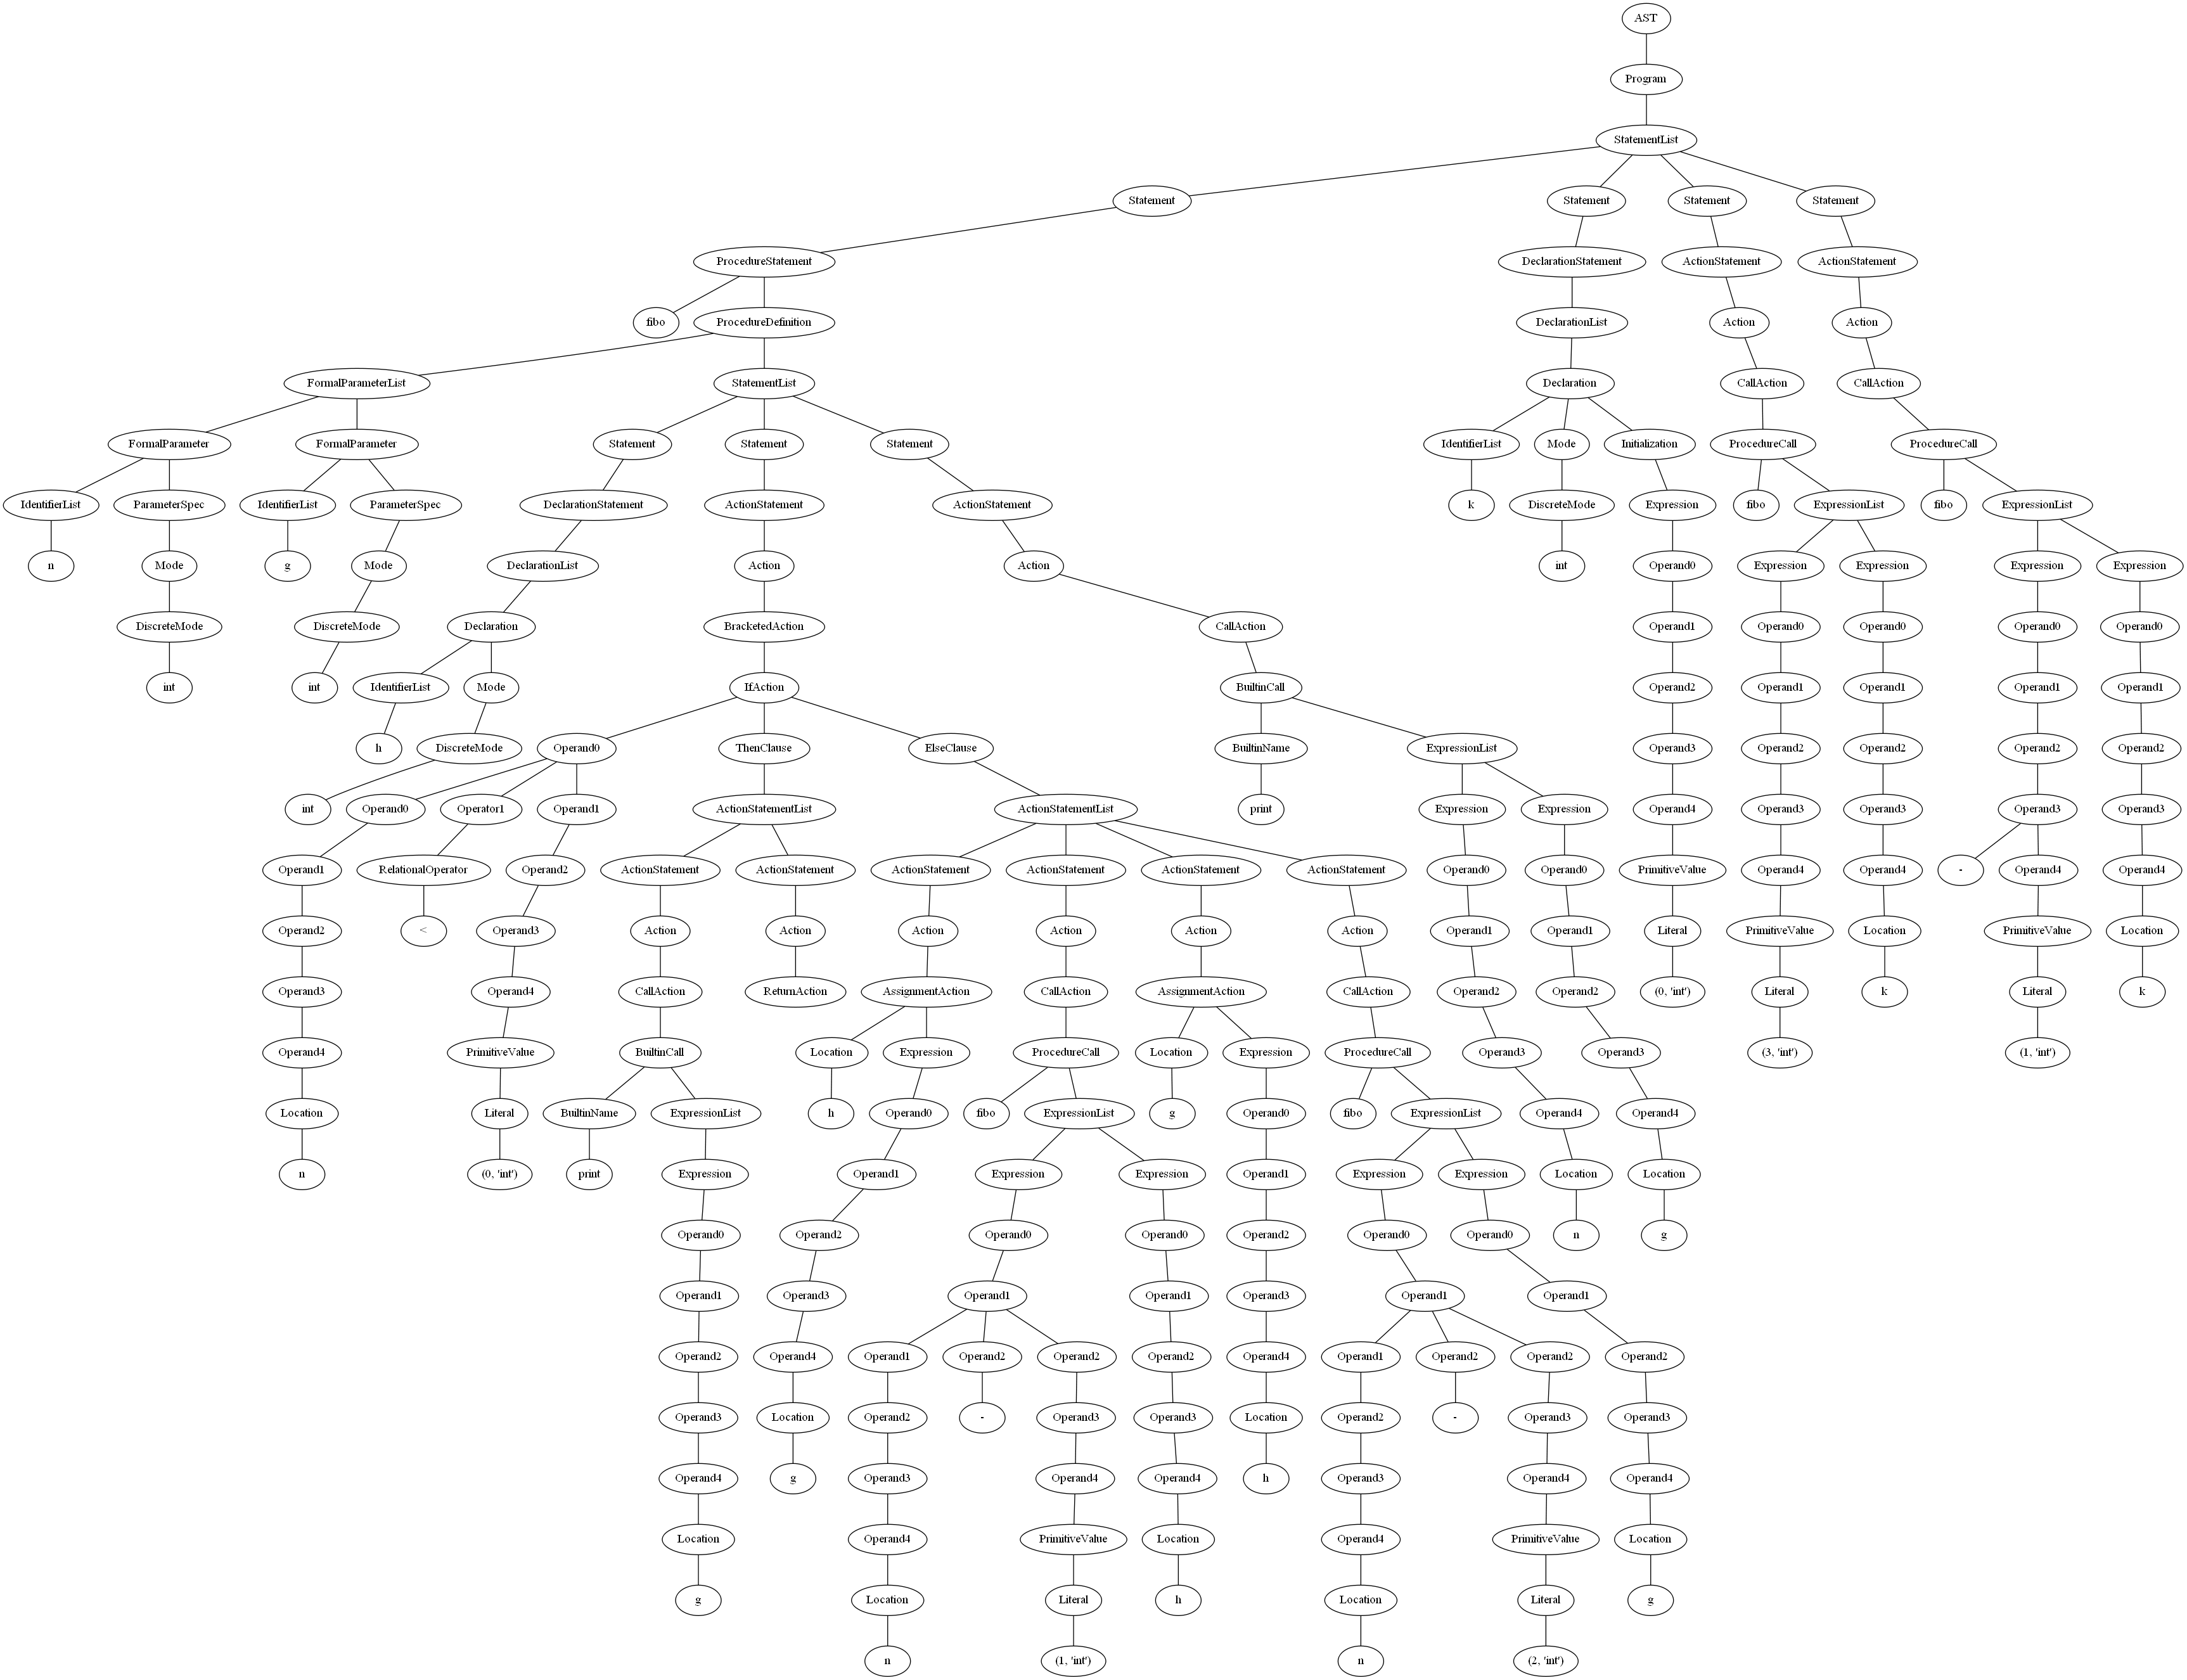 AST
Program
StatementList
Statement Statement Statement Statement
ProcedureStatement DeclarationStatement ActionStatement ActionStatement
fibo ProcedureDefinition DeclarationList Action Action
FormalParameterList StatementList Declaration CallAction CallAction
FormalParameter FormalParameter Statement Statement Statement IdentifierList Mode Initialization ProcedureCall ProcedureCall
IdentifierList ParameterSpec IdentifierList ParameterSpec DeclarationStatement ActionStatement ActionStatement k DiscreteMode Expression fibo ExpressionList fibo ExpressionList
n Mode g Mode DeclarationList Action Action int Operand0 Expression Expression Expression Expression
DiscreteMode DiscreteMode Declaration BracketedAction CallAction Operand1 Operand0 Operand0 Operand0 Operand0
int int IdentifierList Mode IfAction BuiltinCall Operand2 Operand1 Operand1 Operand1 Operand1
h DiscreteMode Operand0 ThenClause ElseClause BuiltinName ExpressionList Operand3 Operand2 Operand2 Operand2 Operand2
int Operand0 Operator1 Operand1 ActionStatementList ActionStatementList print Expression Expression Operand4 Operand3 Operand3 Operand3 Operand3
Operand1 RelationalOperator Operand2 ActionStatement ActionStatement ActionStatement ActionStatement ActionStatement ActionStatement Operand0 Operand0 PrimitiveValue Operand4 Operand4 - Operand4 Operand4
Operand2 < Operand3 Action Action Action Action Action Action Operand1 Operand1 Literal PrimitiveValue Location PrimitiveValue Location
Operand3 Operand4 CallAction ReturnAction AssignmentAction CallAction AssignmentAction CallAction Operand2 Operand2 (0, 'int') Literal k Literal k
Operand4 PrimitiveValue BuiltinCall Location Expression ProcedureCall Location Expression ProcedureCall Operand3 Operand3 (3, 'int') (1, 'int')
Location Literal BuiltinName ExpressionList h Operand0 fibo ExpressionList g Operand0 fibo ExpressionList Operand4 Operand4
n (0, 'int') print Expression Operand1 Expression Expression Operand1 Expression Expression Location Location
Operand0 Operand2 Operand0 Operand0 Operand2 Operand0 Operand0 n g
Operand1 Operand3 Operand1 Operand1 Operand3 Operand1 Operand1
Operand2 Operand4 Operand1 Operand2 Operand2 Operand2 Operand4 Operand1 Operand2 Operand2 Operand2
Operand3 Location Operand2 - Operand3 Operand3 Location Operand2 - Operand3 Operand3
Operand4 g Operand3 Operand4 Operand4 h Operand3 Operand4 Operand4
Location Operand4 PrimitiveValue Location Operand4 PrimitiveValue Location
g Location Literal h Location Literal g
n (1, 'int') n (2, 'int')